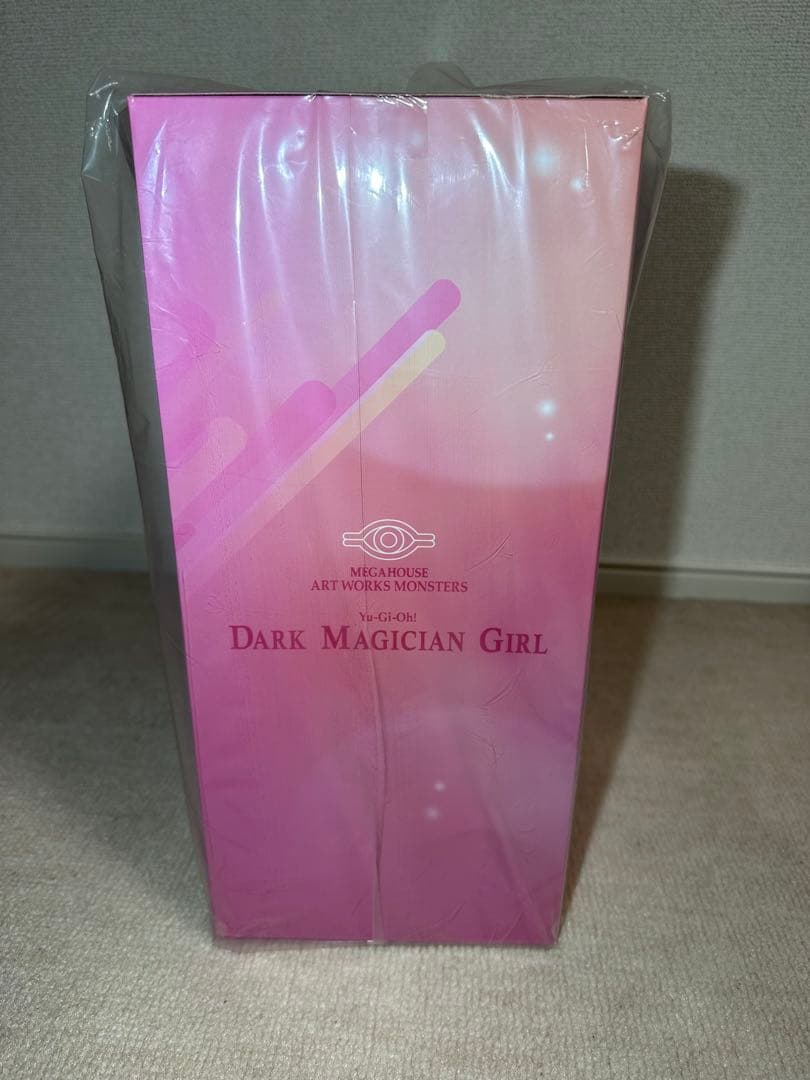 MEGAHOUSE
ART WORKS MONSTERS
Yu-Gi-Oh!
DARK MAGICIAN GIRL